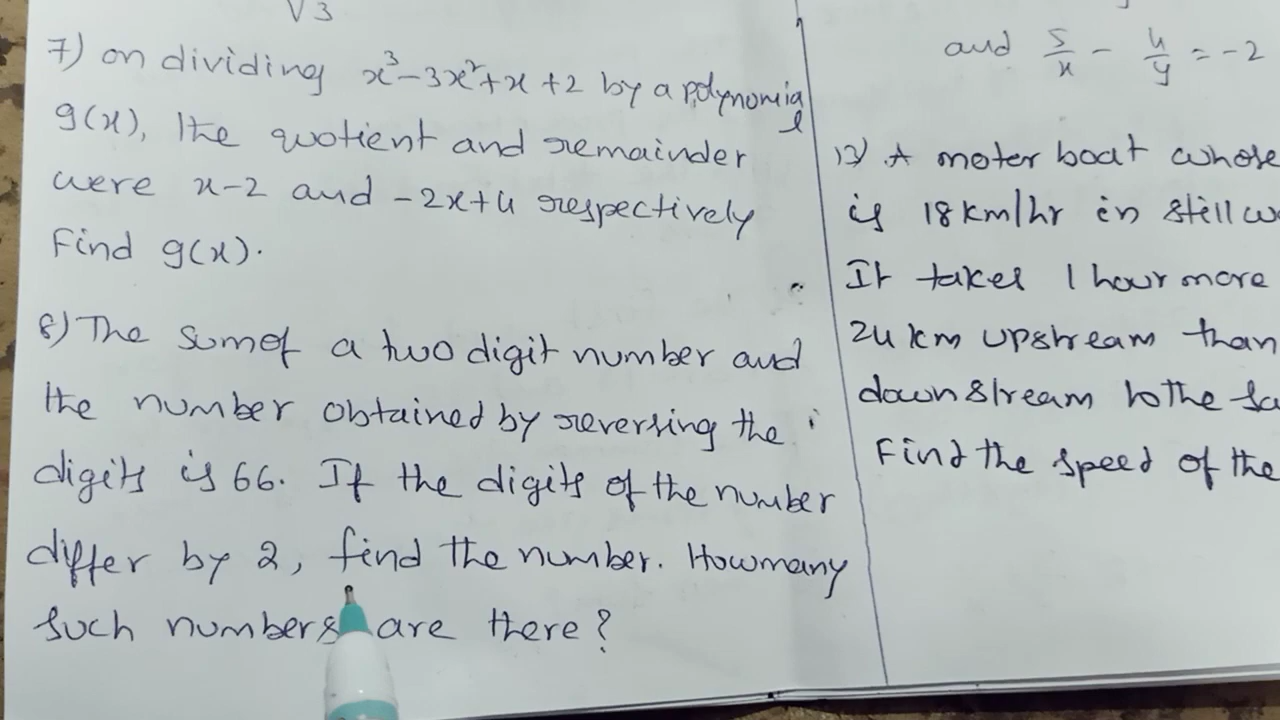 √3
7) on dividing x³-3x²+x+2 by a polynomial
g(x), the quotient and remainder
were x-2 and -2x+4 respectively
Find g(x).
8) The sum of a two digit number and
the number obtained by reversing the
digits is 66. If the digits of the number
differ by 2, find the number. How many
such numbers are there?
and 5/x - 4/y = -2
A motor boat whose
is 18km/hr in still
It takes 1 hour more
24 km upstream than
downstream to the
Find the speed of the